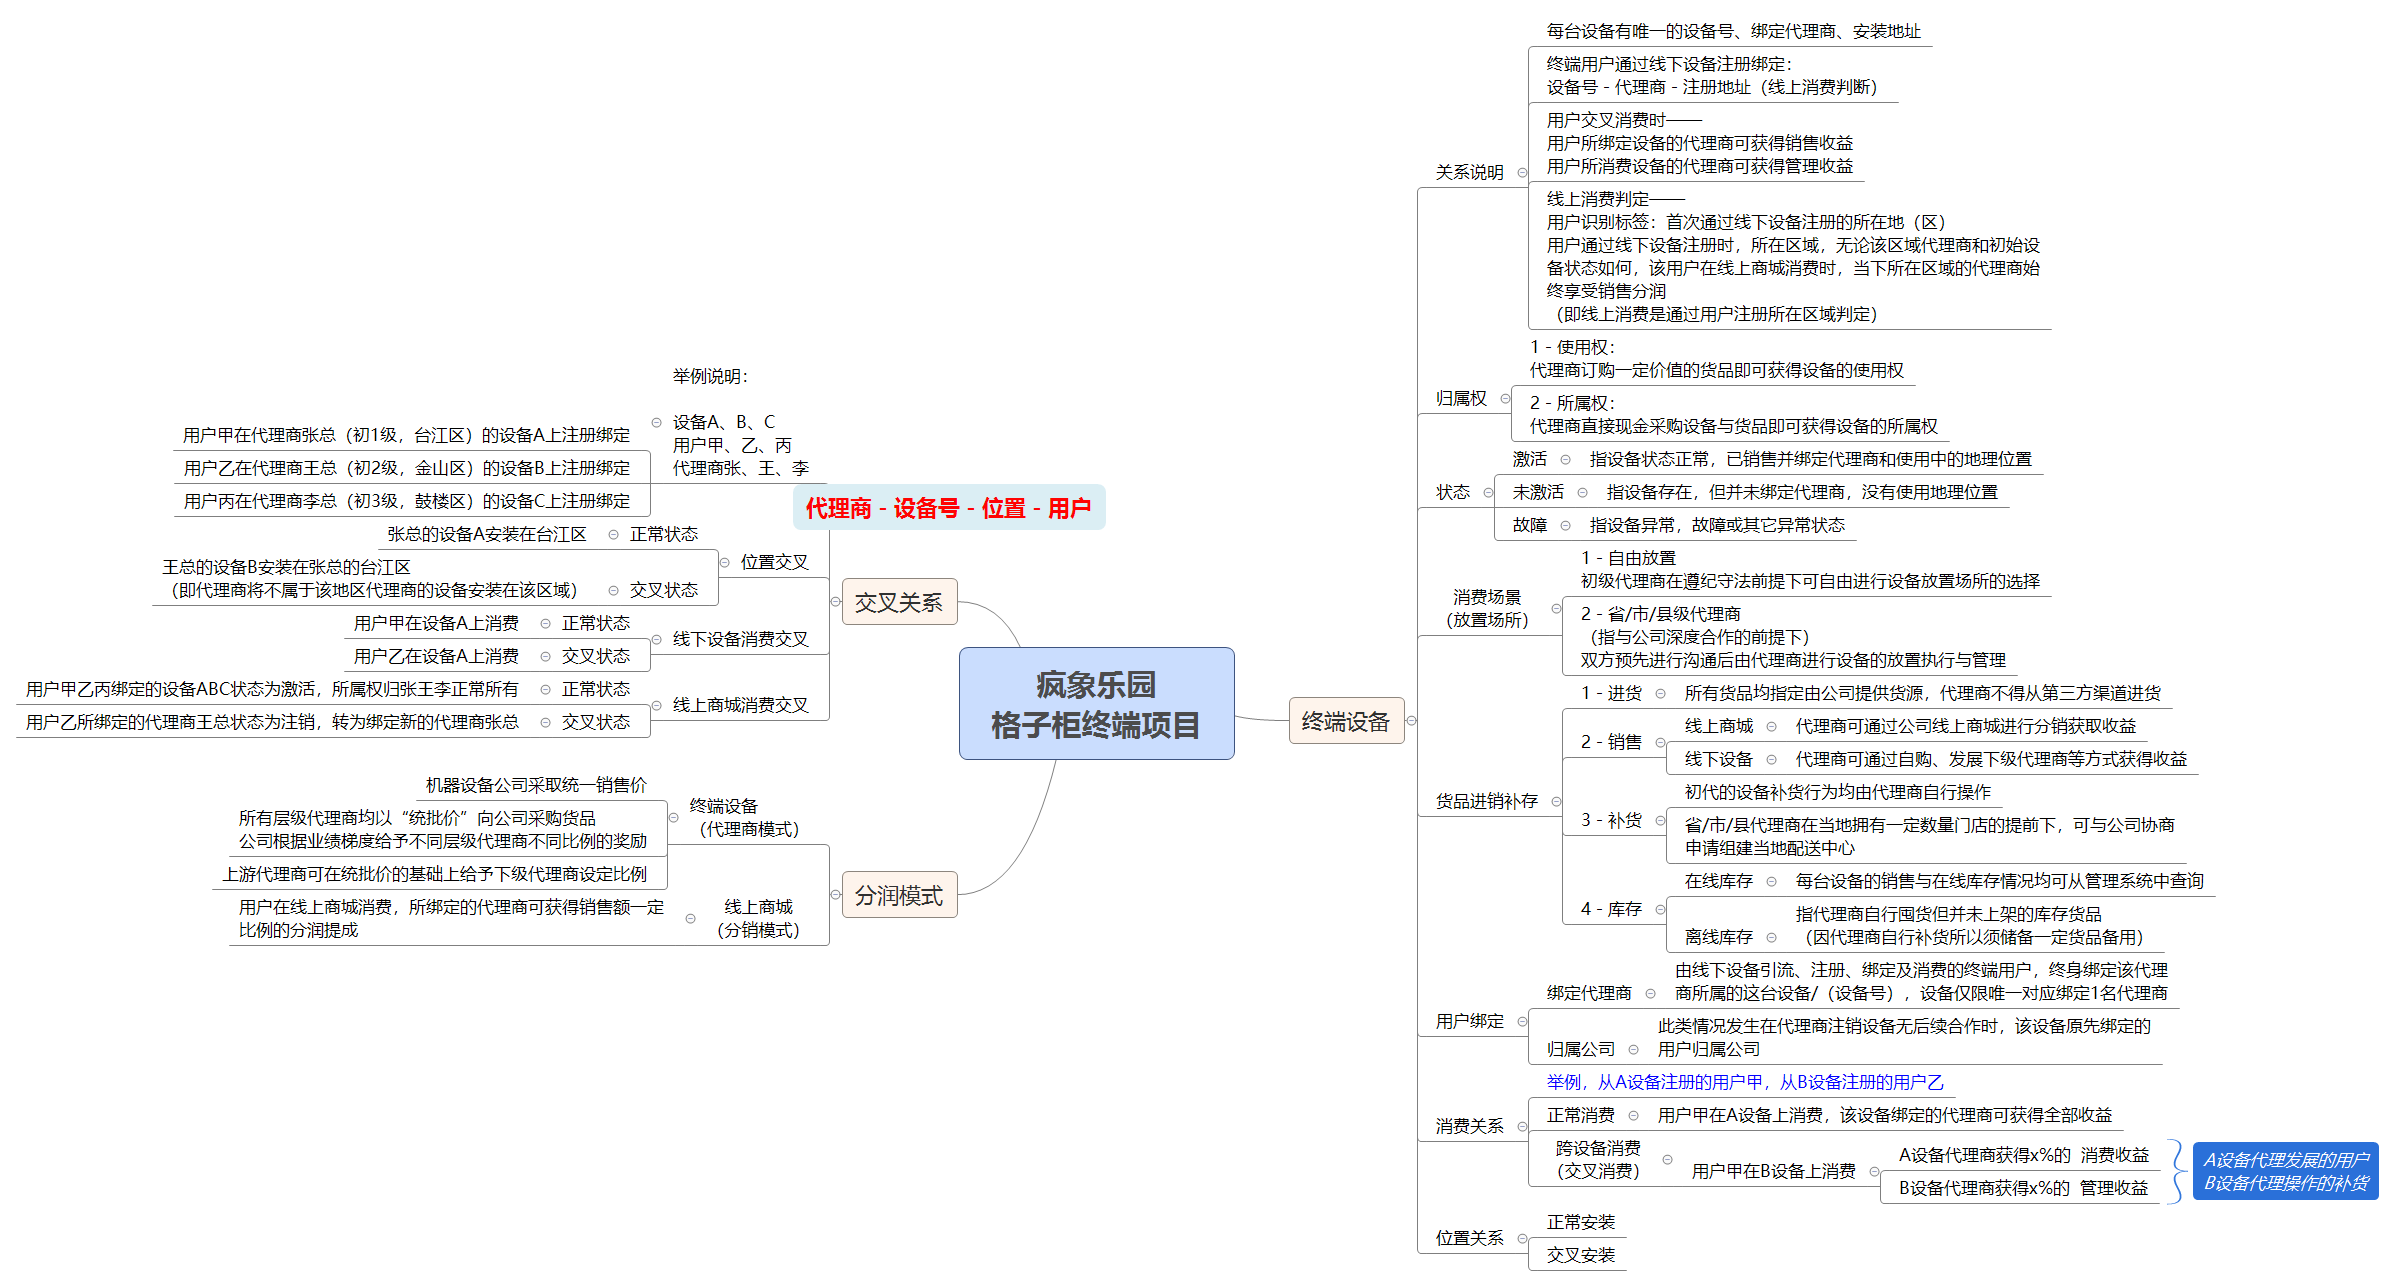 疯象乐园
格子柜终端项目
终端设备
关系说明
每台设备有唯一的设备号、绑定代理商、安装地址
终端用户通过线下设备注册绑定：
设备号 - 代理商 - 注册地址（线上消费判断）
用户交叉消费时——
用户所绑定设备的代理商可获得销售收益
用户所消费设备的代理商可获得管理收益
线上消费判定——
用户识别标签：首次通过线下设备注册的所在地（区）
用户通过线下设备注册时，所在区域，无论该区域代理商和初始设
备状态如何，该用户在线上商城消费时，当下所在区域的代理商始
终享受销售分润
（即线上消费是通过用户注册所在区域判定）
归属权
1 - 使用权：
代理商订购一定价值的货品即可获得设备的使用权
2 - 所属权：
代理商直接现金采购设备与货品即可获得设备的所属权
状态
激活
指设备状态正常，已销售并绑定代理商和使用中的地理位置
未激活
指设备存在，但并未绑定代理商，没有使用地理位置
故障
指设备异常，故障或其它异常状态
消费场景
（放置场所）
1 - 自由放置
初级代理商在遵纪守法前提下可自由进行设备放置场所的选择
2 - 省/市/县级代理商
（指与公司深度合作的前提下）
双方预先进行沟通后由代理商进行设备的放置执行与管理
货品进销补存
1 - 进货
所有货品均指定由公司提供货源，代理商不得从第三方渠道进货
2 - 销售
线上商城
代理商可通过公司线上商城进行分销获取收益
线下设备
代理商可通过自购、发展下级代理商等方式获得收益
3 - 补货
初代的设备补货行为均由代理商自行操作
省/市/县代理商在当地拥有一定数量门店的提前下，可与公司协商
申请组建当地配送中心
4 - 库存
在线库存
每台设备的销售与在线库存情况均可从管理系统中查询
离线库存
指代理商自行囤货但并未上架的库存货品
（因代理商自行补货所以须储备一定货品备用）
用户绑定
绑定代理商
由线下设备引流、注册、绑定及消费的终端用户，终身绑定该代理
商所属的这台设备/（设备号），设备仅限唯一对应绑定1名代理商
归属公司
此类情况发生在代理商注销设备无后续合作时，该设备原先绑定的
用户归属公司
消费关系
举例，从A设备注册的用户甲，从B设备注册的用户乙
正常消费
用户甲在A设备上消费，该设备绑定的代理商可获得全部收益
跨设备消费
（交叉消费）
用户甲在B设备上消费
A设备代理商获得x%的 消费收益
B设备代理商获得x%的 管理收益
A设备代理发展的用户
B设备代理操作的补货
位置关系
正常安装
交叉安装
交叉关系
代理商 - 设备号 - 位置 - 用户
举例说明：
设备A、B、C
用户甲、乙、丙
代理商张、王、李
用户甲在代理商张总（初1级，台江区）的设备A上注册绑定
用户乙在代理商王总（初2级，金山区）的设备B上注册绑定
用户丙在代理商李总（初3级，鼓楼区）的设备C上注册绑定
位置交叉
正常状态
张总的设备A安装在台江区
交叉状态
王总的设备B安装在张总的台江区
（即代理商将不属于该地区代理商的设备安装在该区域）
线下设备消费交叉
正常状态
用户甲在设备A上消费
交叉状态
用户乙在设备A上消费
线上商城消费交叉
正常状态
用户甲乙丙绑定的设备ABC状态为激活，所属权归张王李正常所有
交叉状态
用户乙所绑定的代理商王总状态为注销，转为绑定新的代理商张总
分润模式
终端设备
（代理商模式）
机器设备公司采取统一销售价
所有层级代理商均以“统批价”向公司采购货品
公司根据业绩梯度给予不同层级代理商不同比例的奖励
上游代理商可在统批价的基础上给予下级代理商设定比例
线上商城
（分销模式）
用户在线上商城消费，所绑定的代理商可获得销售额一定
比例的分润提成